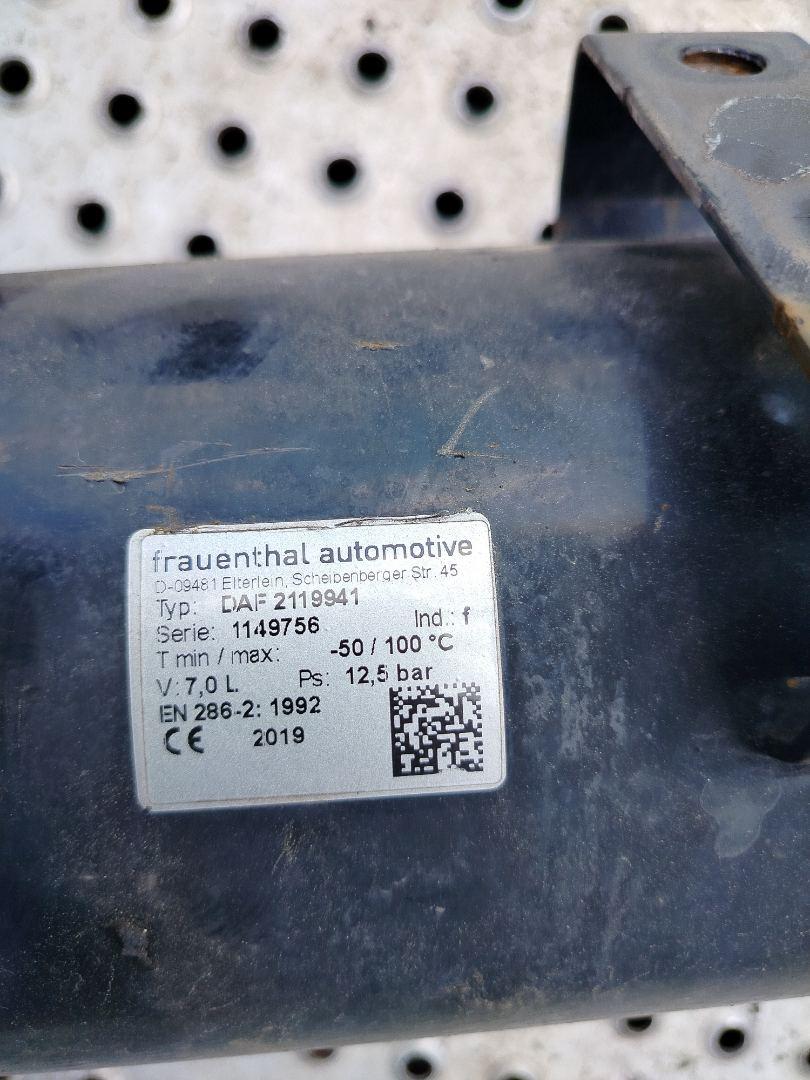 frauenthal automotive
D-09481 Elterlein, Scheibenberger Str. 45
Typ: DAF 2119941
Serie: 1149756 Ind.: f
T min / max: -50 / 100 °C
V: 7,0 L Ps: 12,5 bar
EN 286-2: 1992
CE 2019